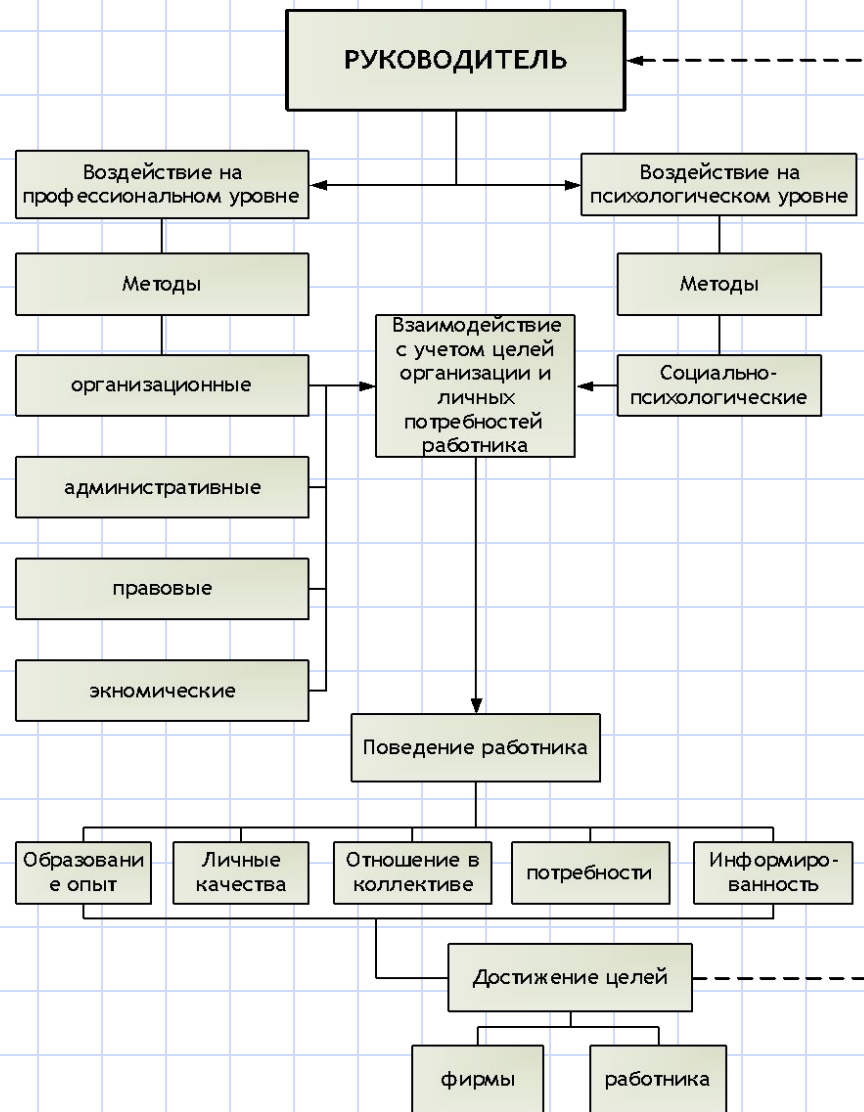 РУКОВОДИТЕЛЬ
Воздействие на
профессиональном уровне
Воздействие на
психологическом уровне
Методы
Методы
Взаимодействие
с учетом целей
организации и
личных
потребностей
работника
организационные
Социально-
психологические
административные
правовые
экномические
Поведение работника
Образовани
е опыт
Личные
качества
Отношение в
коллективе
потребности
Информиро-
ванность
Достижение целей
фирмы
работника